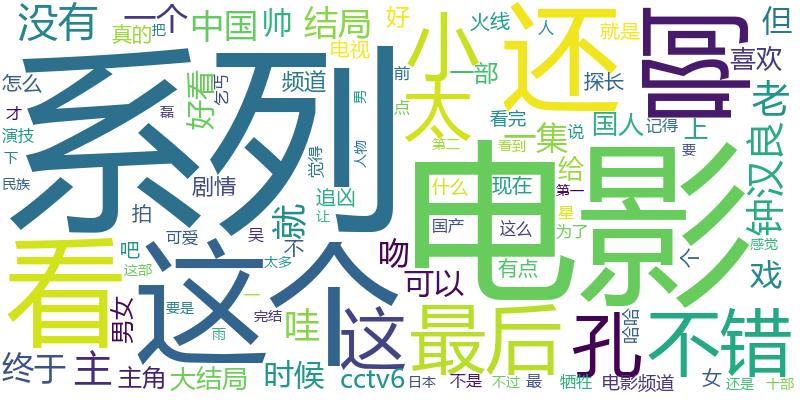 没有
一个
中国
帅
结局
好
火线
人
就是
但
真的
把
电视
小
还
啊
喜欢
系列
怎么
好看
乞丐
频道
前
一部
探长
老
才
磊
男
点
太
看完
国人
记得
上
演技
下
觉得
人物
第二
一集
看到
说
要
钟汉良
民族
剧情
追凶
让
电影
什么
现在
给
第一
星
拍
就
国产
这么
为了
感觉
看
吧
可爱
吴
不
吻
有点
个
戏
这部
这个
太多
可以
男女
要是
一
完结
雨
哇
这
最后
孔
哈哈
不错
终于
主
主角
大结局
时候
cctv6
日本
不是
不过
最
牺牲
电影频道
女
还是
十部